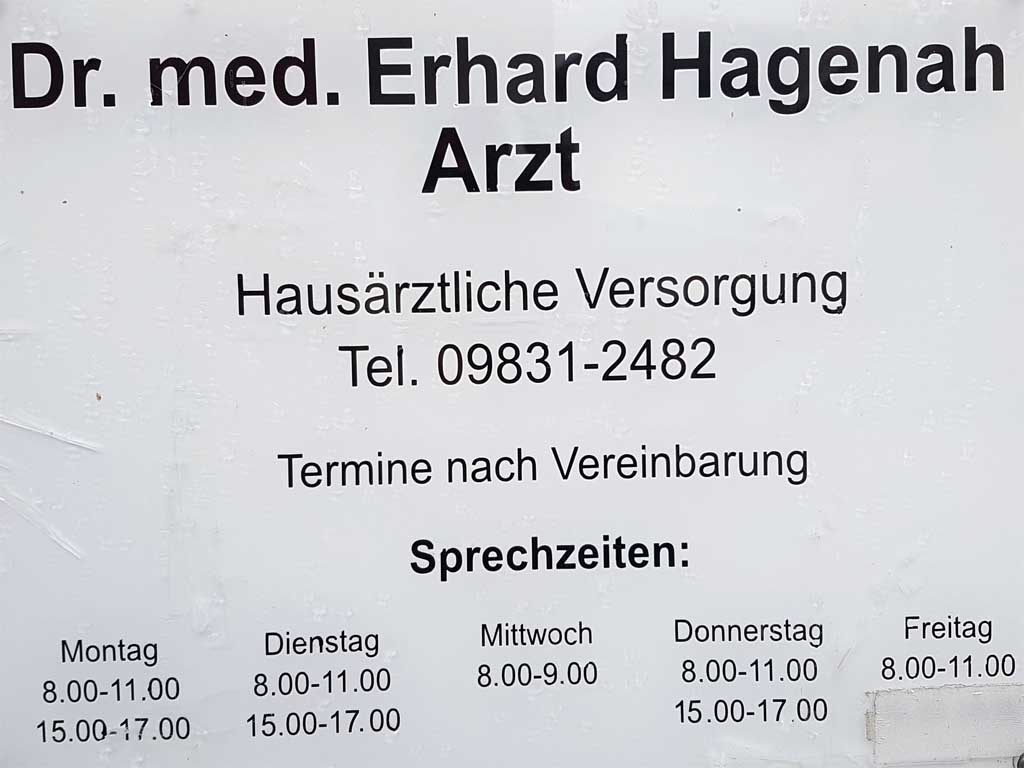 Dr. med. Erhard Hagenah
Arzt
Hausärztliche Versorgung
Tel. 09831-2482
Termine nach Vereinbarung
Sprechzeiten:
Montag Dienstag Mittwoch Donnerstag Freitag
8.00-11.00 8.00-11.00 8.00-9.00 8.00-11.00 8.00-11.00
15.00-17.00 15.00-17.00 15.00-17.00